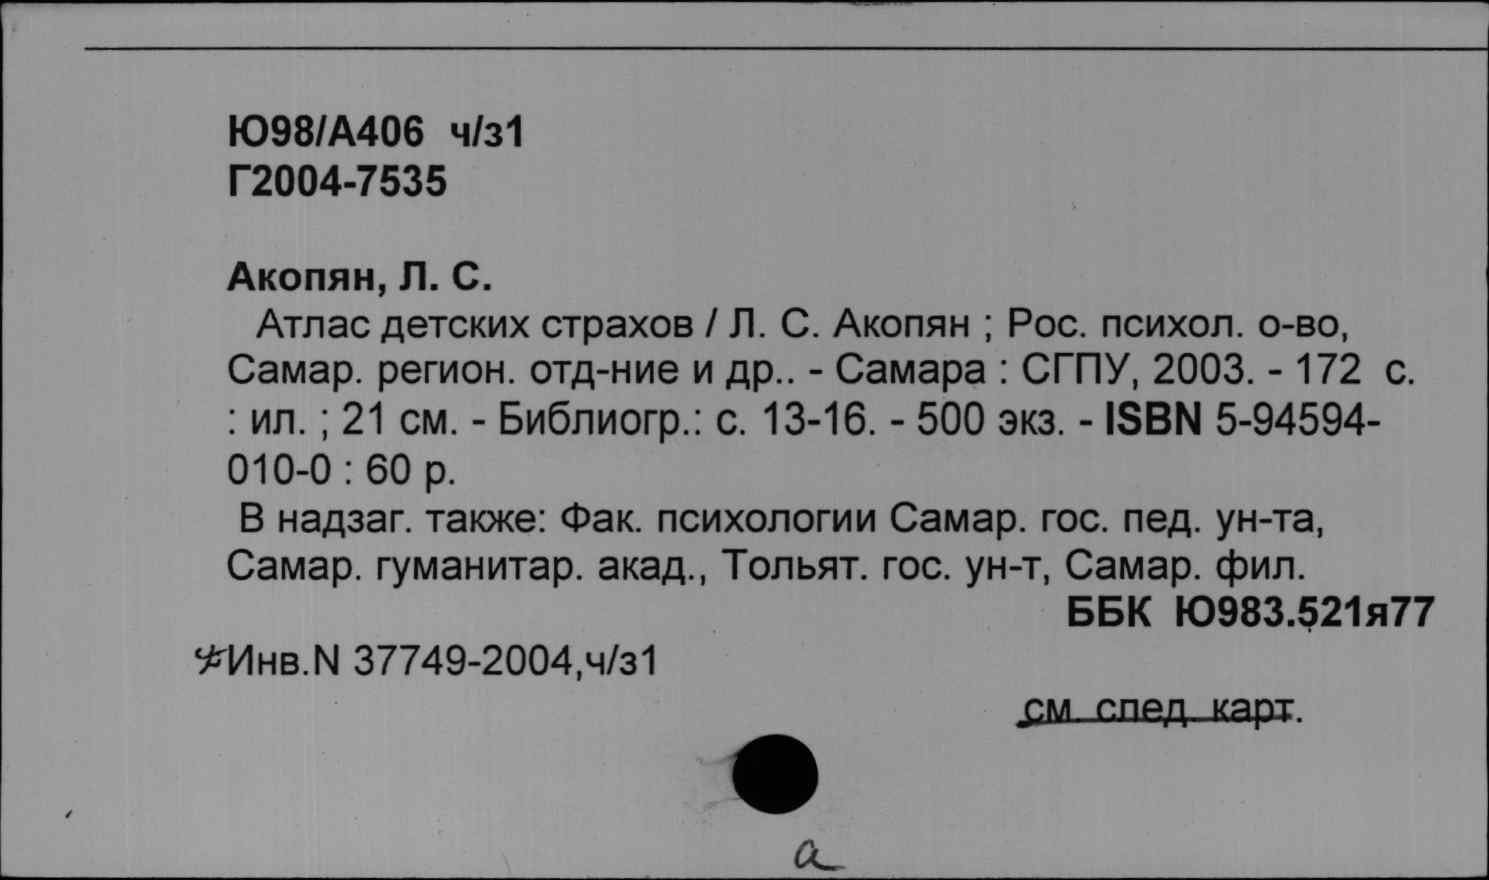 Ю98/А406 ч/з1
Г2004-7535
Акопян, Л. С.
Атлас детских страхов / Л. С. Акопян ; Рос. психол. о-во,
Самар. регион. отд-ние и др.. - Самара : СГПУ, 2003. - 172 с.
: ил. ; 21 см. - Библиогр.: с. 13-16. - 500 экз. - ISBN 5-94594-
010-0 : 60 р.
В надзаг. также: Фак. психологии Самар. гос. пед. ун-та,
Самар. гуманитар. акад., Тольят. гос. ун-т, Самар. фил.
ББК Ю983.521я77
*Инв.N 37749-2004,ч/з1
см. след. карт.
а